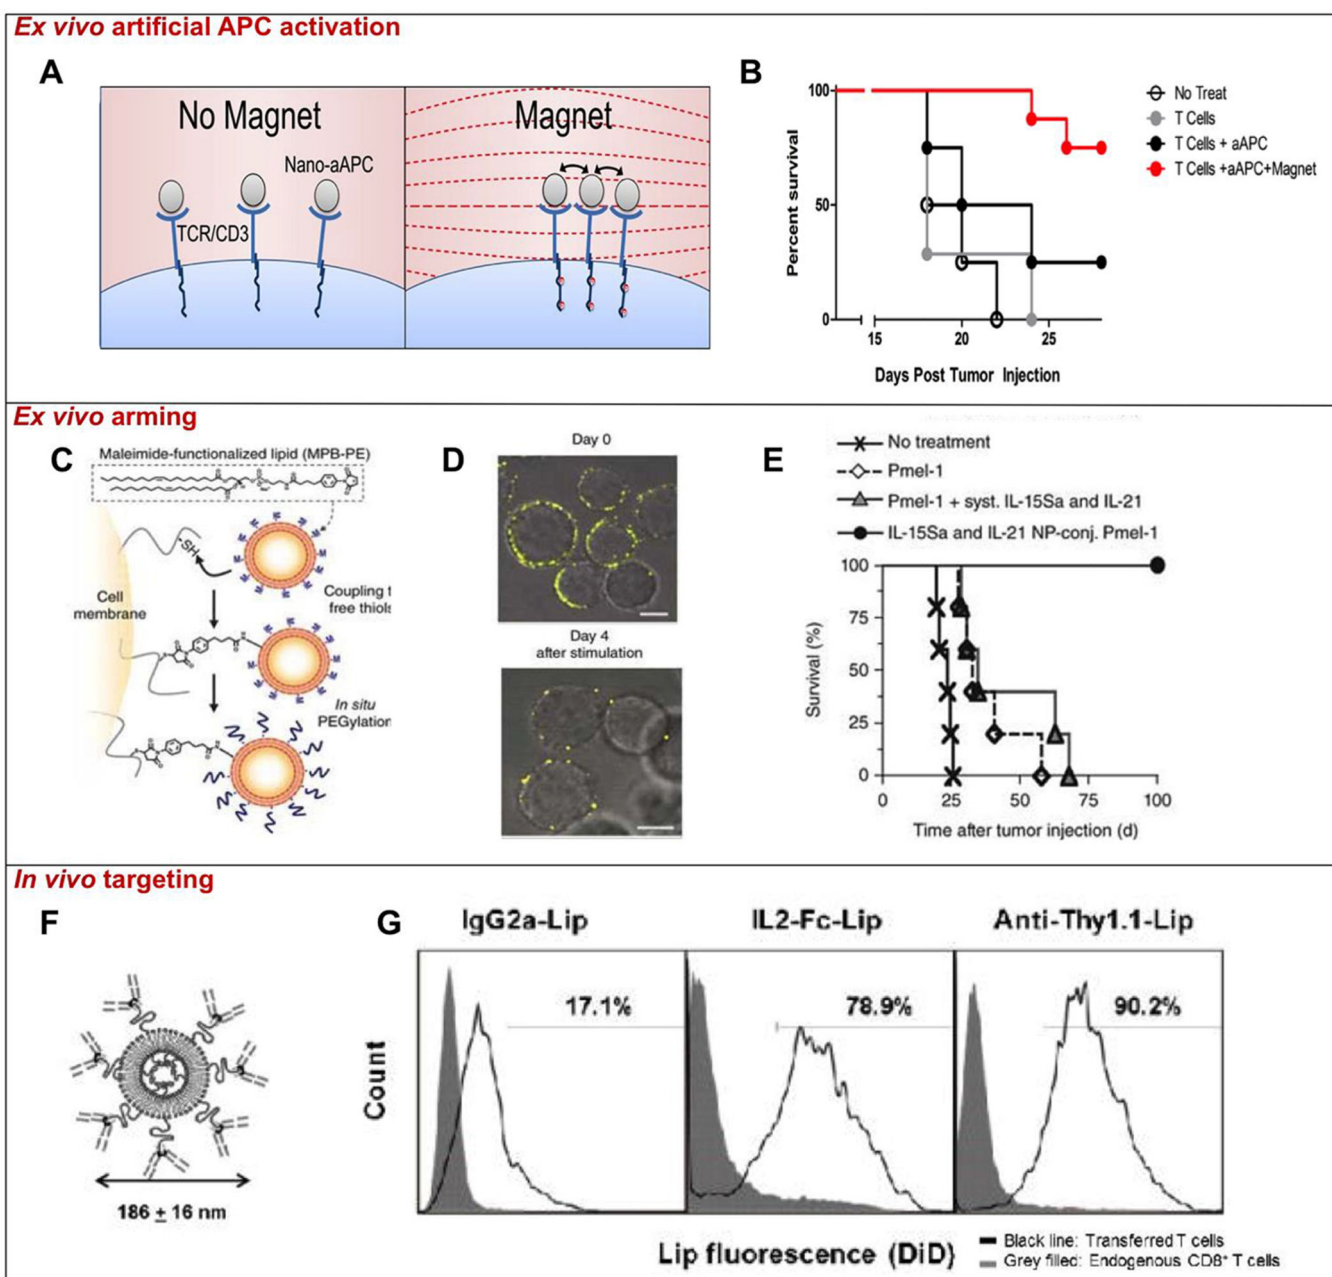 Ex vivo artificial APC activation
A
No Magnet
Nano-aAPC
TCR/CD3
Magnet
B
Percent survival
100
50
0
15
20
25
Days Post Tumor Injection
No Treat
T Cells
T Cells + aAPC
T Cells +aAPC+Magnet
Ex vivo arming
C
Maleimide-functionalized lipid (MPB-PE)
SH
Cell
membrane
Coupling t
free thiols
In situ
PEGylation
D
Day 0
Day 4
after stimulation
E
No treatment
Pmel-1
Pmel-1 + syst. IL-15Sa and IL-21
IL-15Sa and IL-21 NP-conj. Pmel-1
Survival (%)
100
75
50
25
0
0
25
50
75
100
Time after tumor injection (d)
In vivo targeting
F
186 ± 16 nm
G
IgG2a-Lip
IL2-Fc-Lip
Anti-Thy1.1-Lip
17.1%
78.9%
90.2%
Count
Lip fluorescence (DiD)
Black line: Transferred T cells
Grey filled: Endogenous CD8⁺ T cells